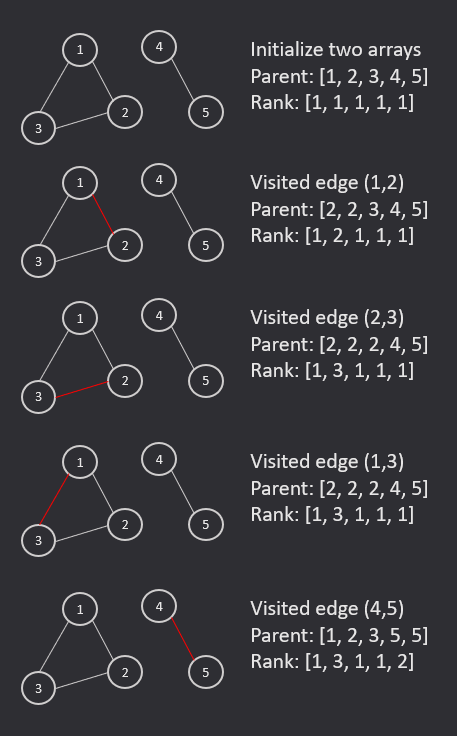 1 4
3 2 5
Initialize two arrays
Parent: [1, 2, 3, 4, 5]
Rank: [1, 1, 1, 1, 1]
1 4
3 2 5
Visited edge (1,2)
Parent: [2, 2, 3, 4, 5]
Rank: [1, 2, 1, 1, 1]
1 4
3 2 5
Visited edge (2,3)
Parent: [2, 2, 2, 4, 5]
Rank: [1, 3, 1, 1, 1]
1 4
3 2 5
Visited edge (1,3)
Parent: [2, 2, 2, 4, 5]
Rank: [1, 3, 1, 1, 1]
1 4
3 2 5
Visited edge (4,5)
Parent: [1, 2, 3, 5, 5]
Rank: [1, 3, 1, 1, 2]